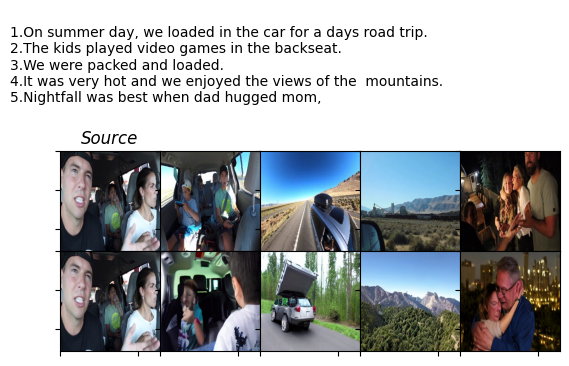 1.On summer day, we loaded in the car for a days road trip.
2.The kids played video games in the backseat.
3.We were packed and loaded.
4.It was very hot and we enjoyed the views of the  mountains.
5.Nightfall was best when dad hugged mom,
Source